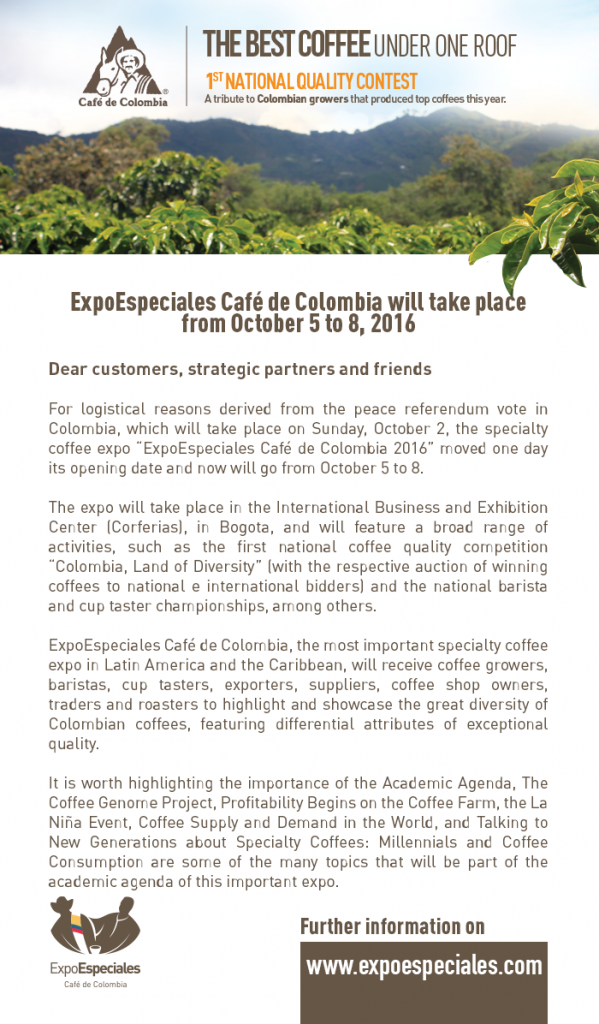 THE BEST COFFEE UNDER ONE ROOF
1ST NATIONAL QUALITY CONTEST
A tribute to Colombian growers that produced top coffees this year.
Café de Colombia ®
ExpoEspeciales Café de Colombia will take place
from October 5 to 8, 2016
Dear customers, strategic partners and friends
For logistical reasons derived from the peace referendum vote in
Colombia, which will take place on Sunday, October 2, the specialty
coffee expo "ExpoEspeciales Café de Colombia 2016" moved one day
its opening date and now will go from October 5 to 8.
The expo will take place in the International Business and Exhibition
Center (Corferias), in Bogota, and will feature a broad range of
activities, such as the first national coffee quality competition
"Colombia, Land of Diversity" (with the respective auction of winning
coffees to national e international bidders) and the national barista
and cup taster championships, among others.
ExpoEspeciales Café de Colombia, the most important specialty coffee
expo in Latin America and the Caribbean, will receive coffee growers,
baristas, cup tasters, exporters, suppliers, coffee shop owners,
traders and roasters to highlight and showcase the great diversity of
Colombian coffees, featuring differential attributes of exceptional
quality.
It is worth highlighting the importance of the Academic Agenda, The
Coffee Genome Project, Profitability Begins on the Coffee Farm, the La
Niña Event, Coffee Supply and Demand in the World, and Talking to
New Generations about Specialty Coffees: Millennials and Coffee
Consumption are some of the many topics that will be part of the
academic agenda of this important expo.
ExpoEspeciales
Café de Colombia
Further information on
www.expoespeciales.com